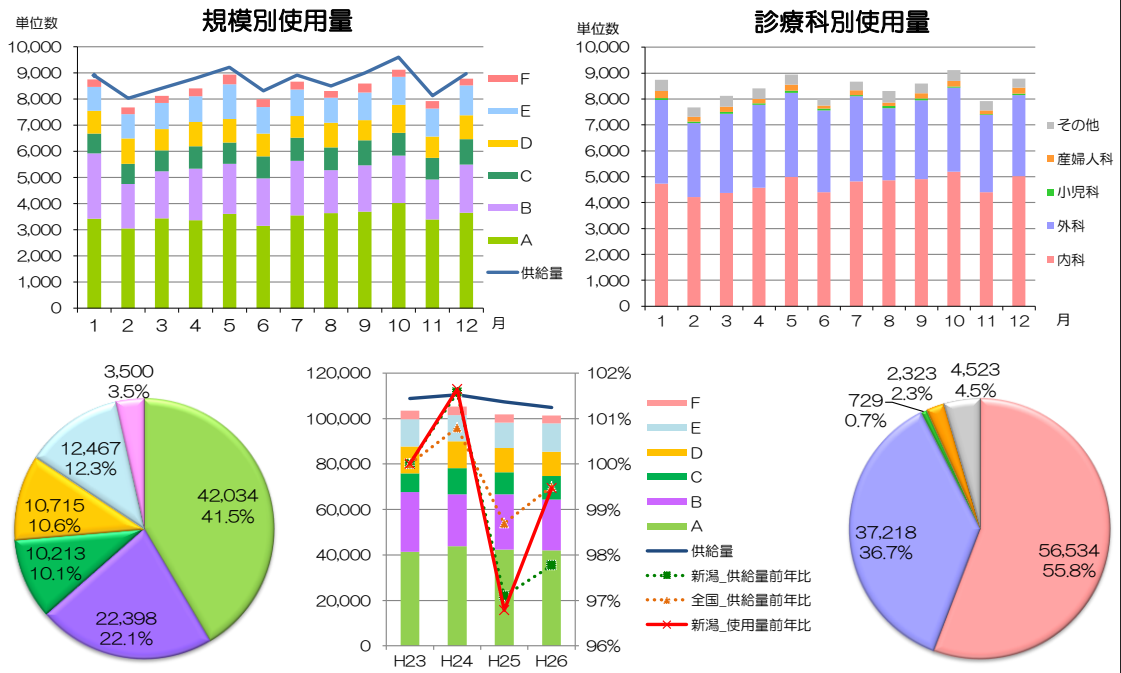 規模別使用量
単位数
10,000
9,000
8,000
7,000
6,000
5,000
4,000
3,000
2,000
1,000
0
1 2 3 4 5 6 7 8 9 10 11 12 月
F
E
D
C
B
A
供給量
診療科別使用量
単位数
10,000
9,000
8,000
7,000
6,000
5,000
4,000
3,000
2,000
1,000
0
1 2 3 4 5 6 7 8 9 10 11 12 月
その他
産婦人科
小児科
外科
内科
3,500
3.5%
12,467
12.3%
10,715
10.6%
10,213
10.1%
22,398
22.1%
42,034
41.5%
120,000
100,000
80,000
60,000
40,000
20,000
0
102%
101%
100%
99%
98%
97%
96%
H23 H24 H25 H26
F
E
D
C
B
A
供給量
新潟_供給量前年比
全国_供給量前年比
新潟_使用量前年比
4,523
4.5%
2,323
2.3%
729
0.7%
37,218
36.7%
56,534
55.8%